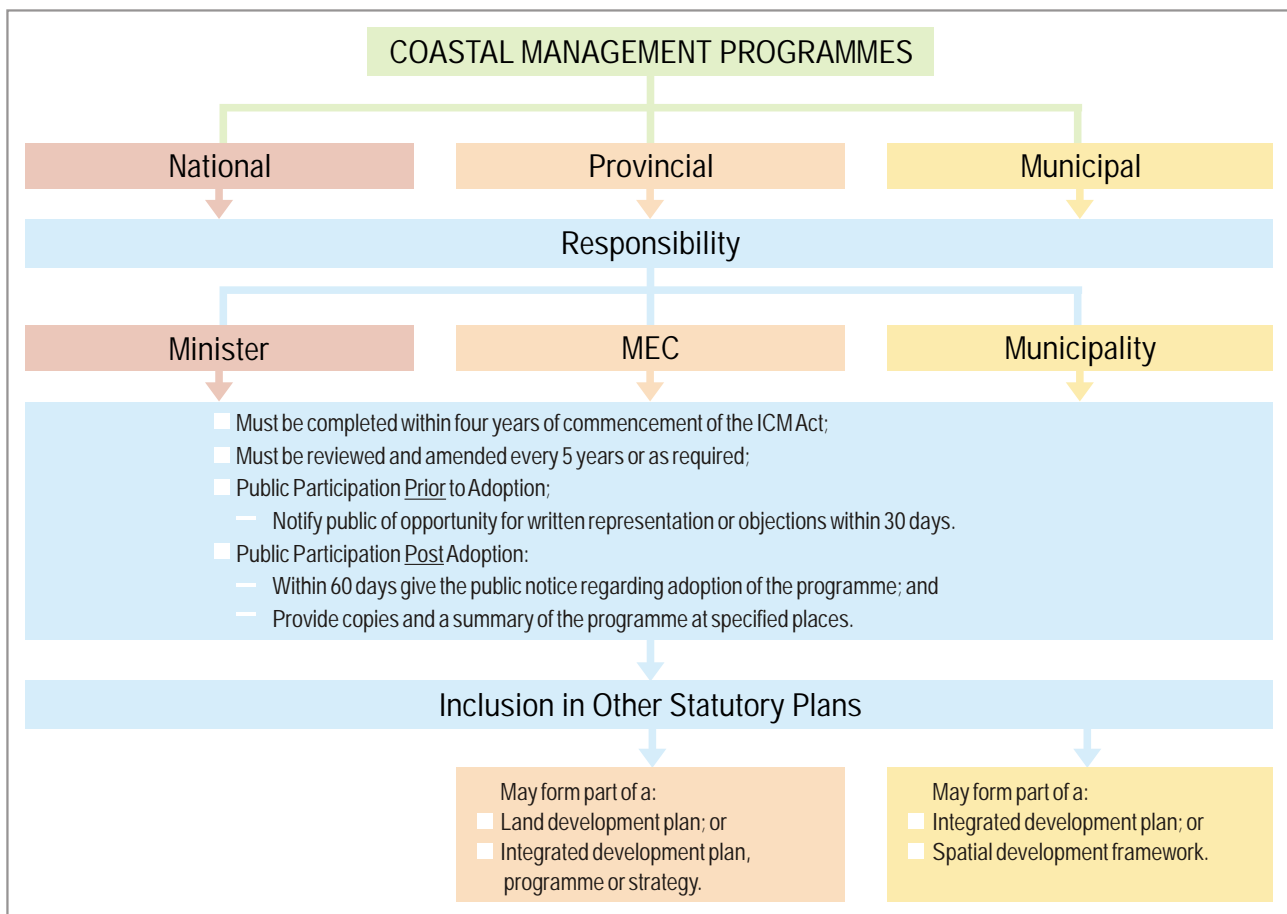 COASTAL MANAGEMENT PROGRAMMES
National
Provincial
Municipal
Responsibility
Minister
MEC
Municipality
Must be completed within four years of commencement of the ICM Act;
Must be reviewed and amended every 5 years or as required;
Public Participation Prior to Adoption;
— Notify public of opportunity for written representation or objections within 30 days.
Public Participation Post Adoption:
— Within 60 days give the public notice regarding adoption of the programme; and
— Provide copies and a summary of the programme at specified places.
Inclusion in Other Statutory Plans
May form part of a:
Land development plan; or
Integrated development plan,
programme or strategy.
May form part of a:
Integrated development plan; or
Spatial development framework.